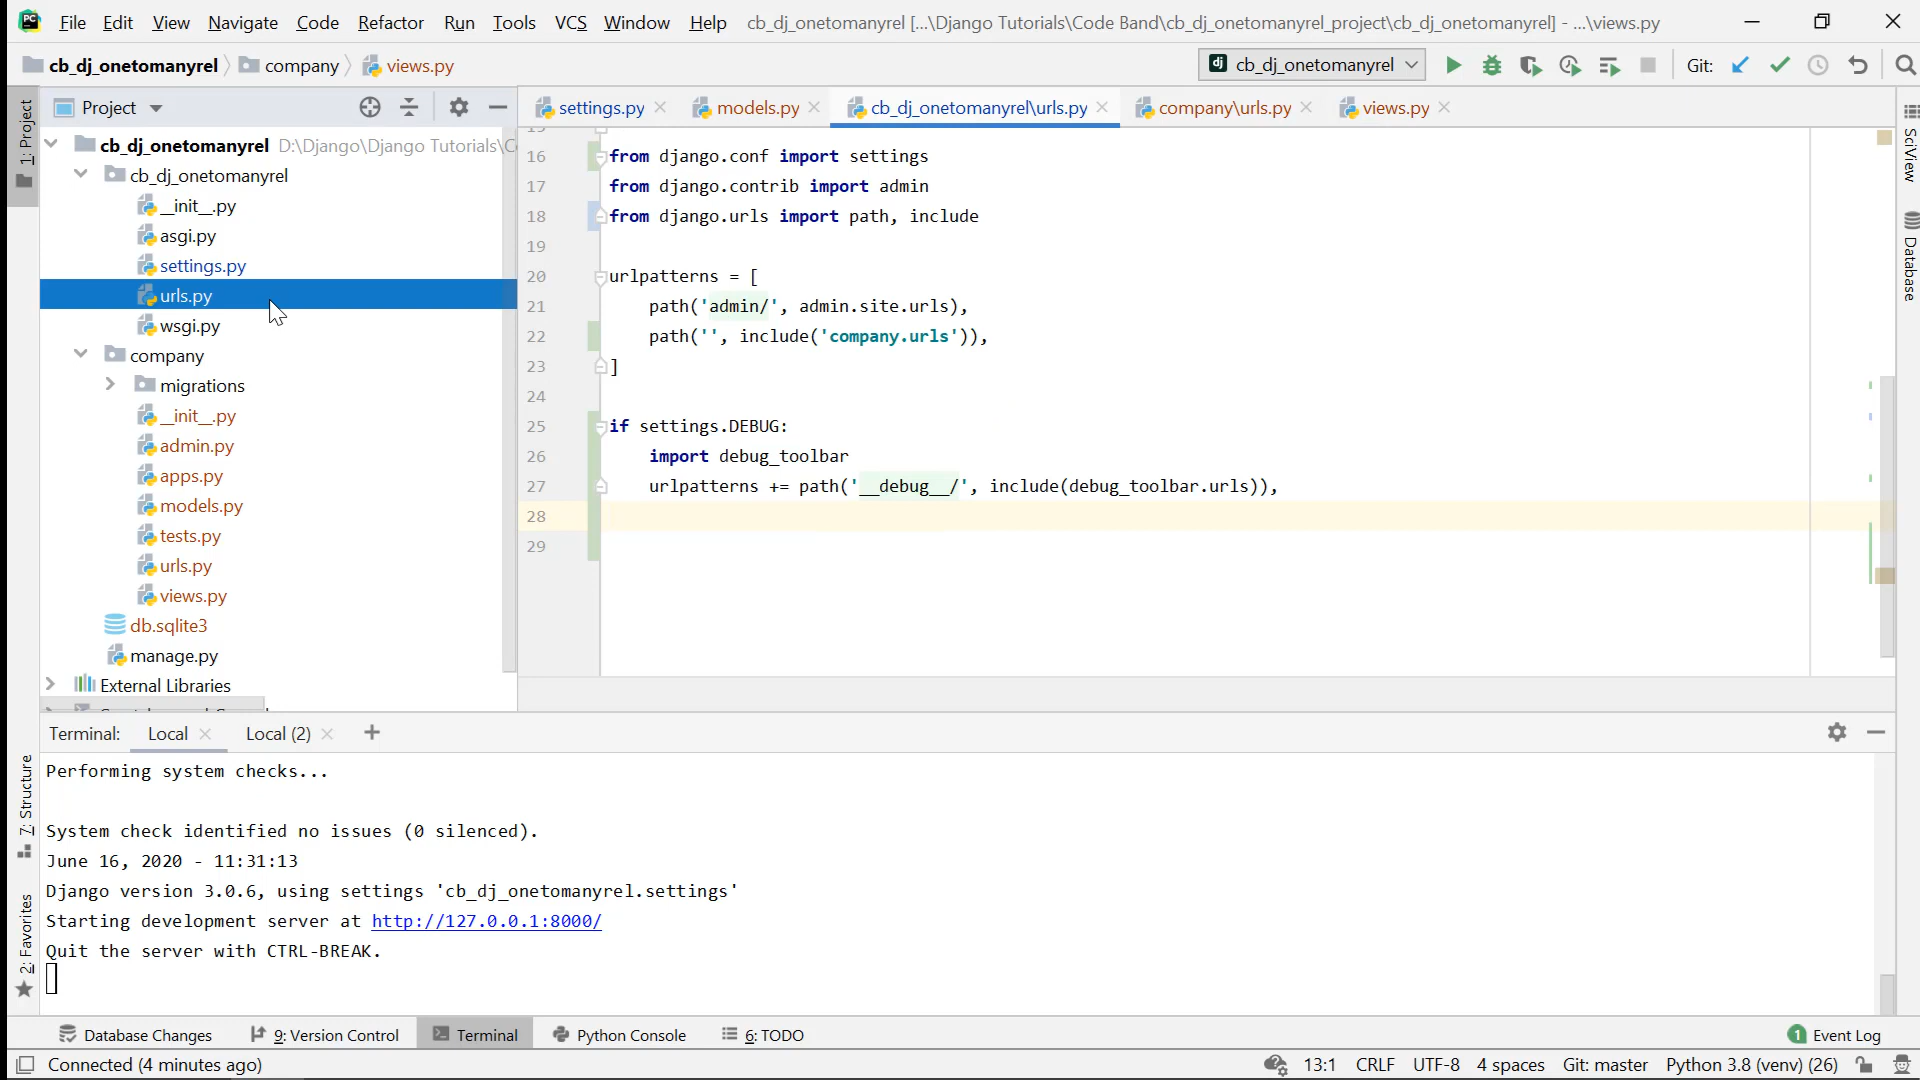 File Edit View Navigate Code Refactor Run Tools VCS Window Help cb_dj_onetomanyrel [...\Django Tutorials\Code Band\cb_dj_onetomanyrel_project\cb_dj_onetomanyrel] - ...\views.py
cb_dj_onetomanyrel company views.py dj cb_dj_onetomanyrel Git:
1: Project
Project
settings.py models.py cb_dj_onetomanyrel\urls.py company\urls.py views.py
cb_dj_onetomanyrel D:\Django\Django Tutorials\C
cb_dj_onetomanyrel
__init__.py
asgi.py
settings.py
urls.py
wsgi.py
company
migrations
__init__.py
admin.py
apps.py
models.py
tests.py
urls.py
views.py
db.sqlite3
manage.py
External Libraries
16 from django.conf import settings
17 from django.contrib import admin
18 from django.urls import path, include
19
20 urlpatterns = [
21 path('admin/', admin.site.urls),
22 path('', include('company.urls')),
23 ]
24
25 if settings.DEBUG:
26 import debug_toolbar
27 urlpatterns += path('__debug__/', include(debug_toolbar.urls)),
28
29
SciView
Database
Terminal: Local Local (2) +
Performing system checks...
System check identified no issues (0 silenced).
June 16, 2020 - 11:31:13
Django version 3.0.6, using settings 'cb_dj_onetomanyrel.settings'
Starting development server at http://127.0.0.1:8000/
Quit the server with CTRL-BREAK.
7: Structure
2: Favorites
Database Changes 9: Version Control Terminal Python Console 6: TODO 1 Event Log
Connected (4 minutes ago) 13:1 CRLF UTF-8 4 spaces Git: master Python 3.8 (venv) (26)